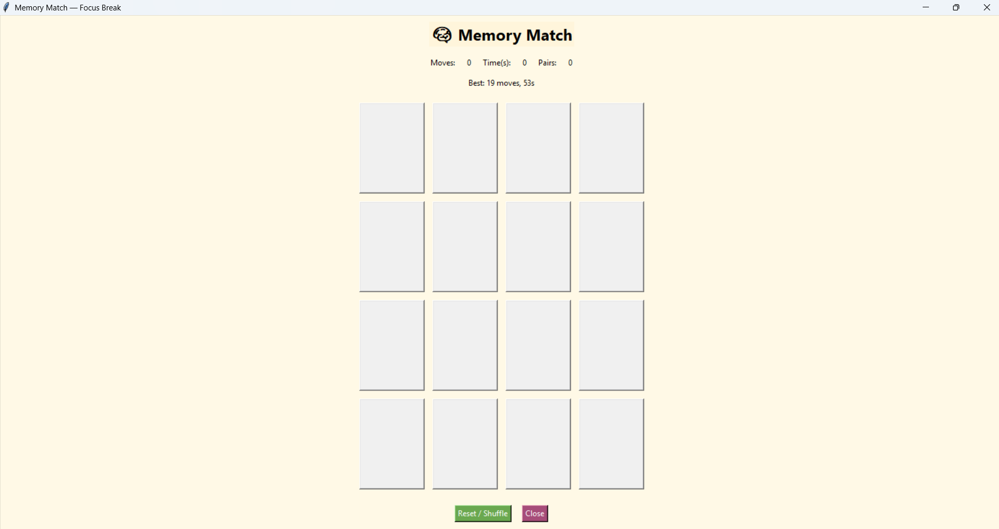 Memory Match — Focus Break
Memory Match
Moves: 0 Time(s): 0 Pairs: 0
Best: 19 moves, 53s
Reset / Shuffle Close